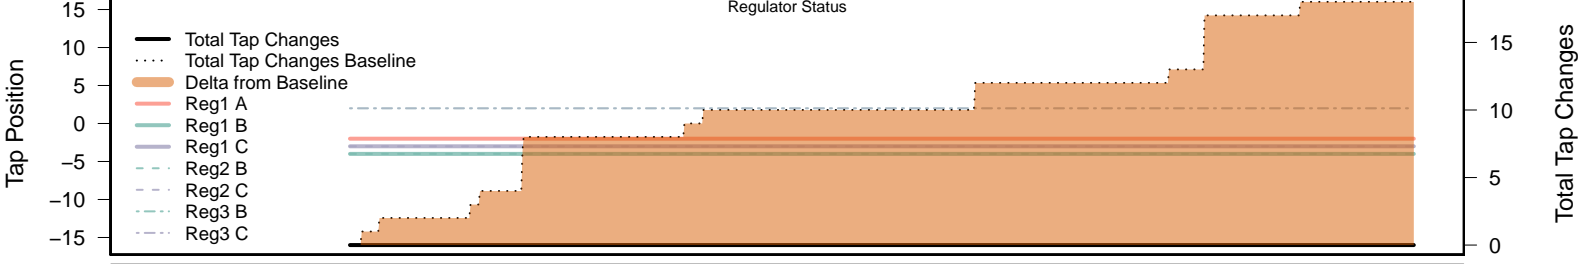 Regulator Status
15
10
5
0
−5
−10
−15
Tap Position
Total Tap Changes
Total Tap Changes Baseline
Delta from Baseline
Reg1 A
Reg1 B
Reg1 C
Reg2 B
Reg2 C
Reg3 B
Reg3 C
15
10
5
0
Total Tap Changes